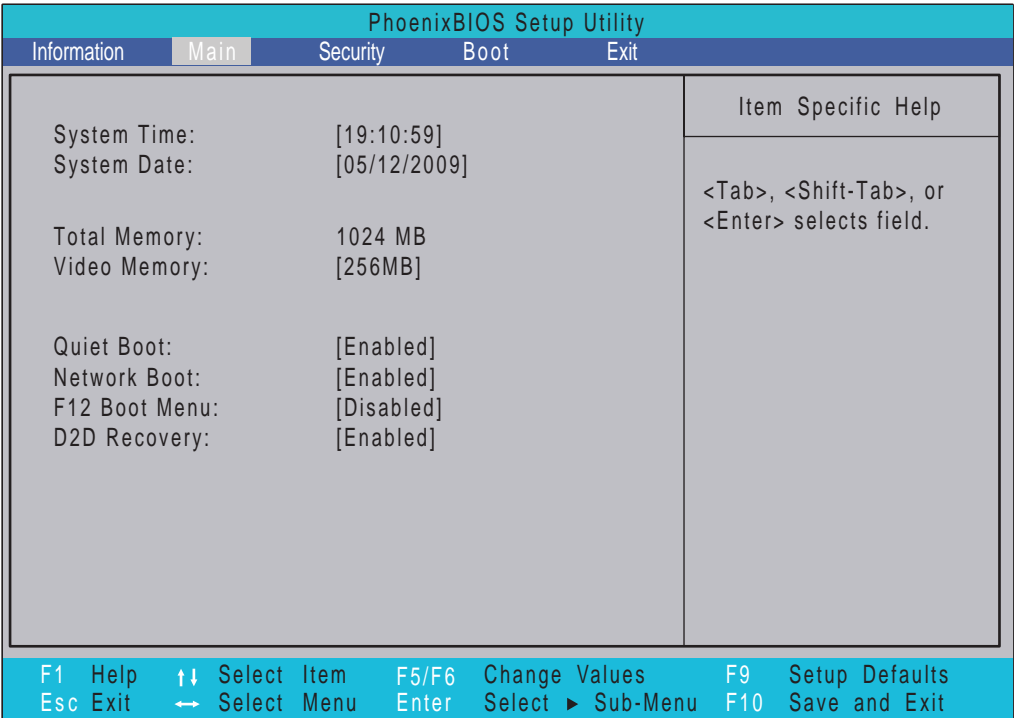 PhoenixBIOS Setup Utility
Information Main Security Boot Exit
Item Specific Help
System Time: [19:10:59]
System Date: [05/12/2009]
<Tab>, <Shift-Tab>, or
<Enter> selects field.
Total Memory: 1024 MB
Video Memory: [256MB]
Quiet Boot: [Enabled]
Network Boot: [Enabled]
F12 Boot Menu: [Disabled]
D2D Recovery: [Enabled]
F1 Help ↑↓ Select Item F5/F6 Change Values F9 Setup Defaults
Esc Exit ↔ Select Menu Enter Select ► Sub-Menu F10 Save and Exit